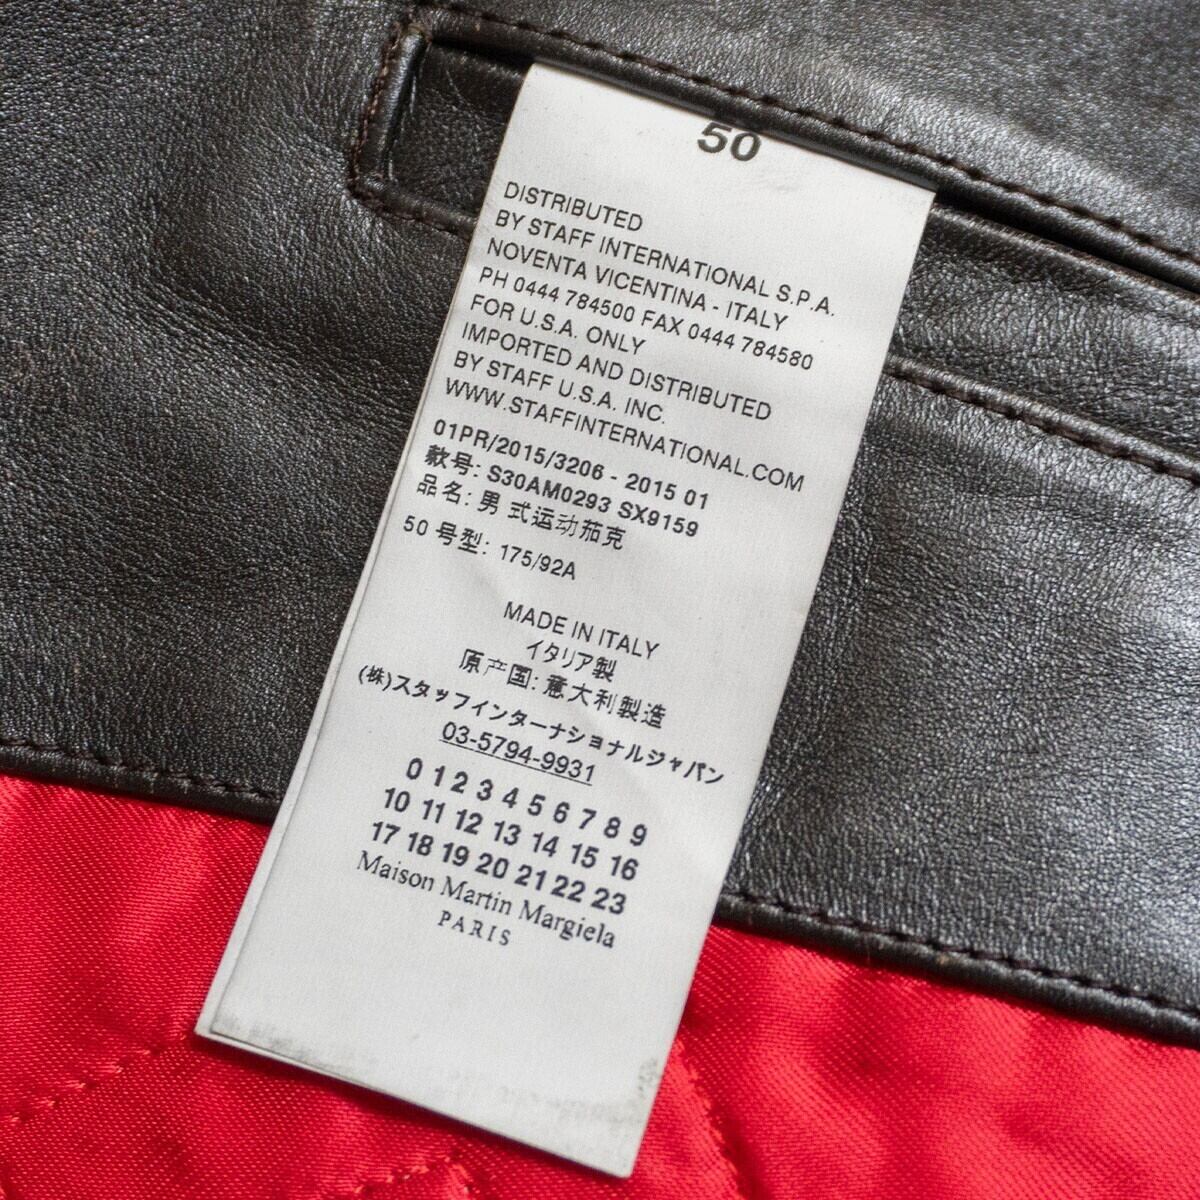 50
DISTRIBUTED
BY STAFF INTERNATIONAL S.P.A.
NOVENTA VICENTINA - ITALY
PH 0444 784500 FAX 0444 784580
FOR U.S.A. ONLY
IMPORTED AND DISTRIBUTED
BY STAFF U.S.A. INC.
WWW.STAFFINTERNATIONAL.COM
01PR/2015/3206 - 2015 01
款号: S30AM0293 SX9159
品名: 男 式运动茄克
50 号型: 175/92A
MADE IN ITALY
イタリア製
原产国: 意大利製造
(株)スタッフインターナショナルジャパン
03-5794-9931
0 1 2 3 4 5 6 7 8 9
10 11 12 13 14 15 16
17 18 19 20 21 22 23
Maison Martin Margiela
PARIS